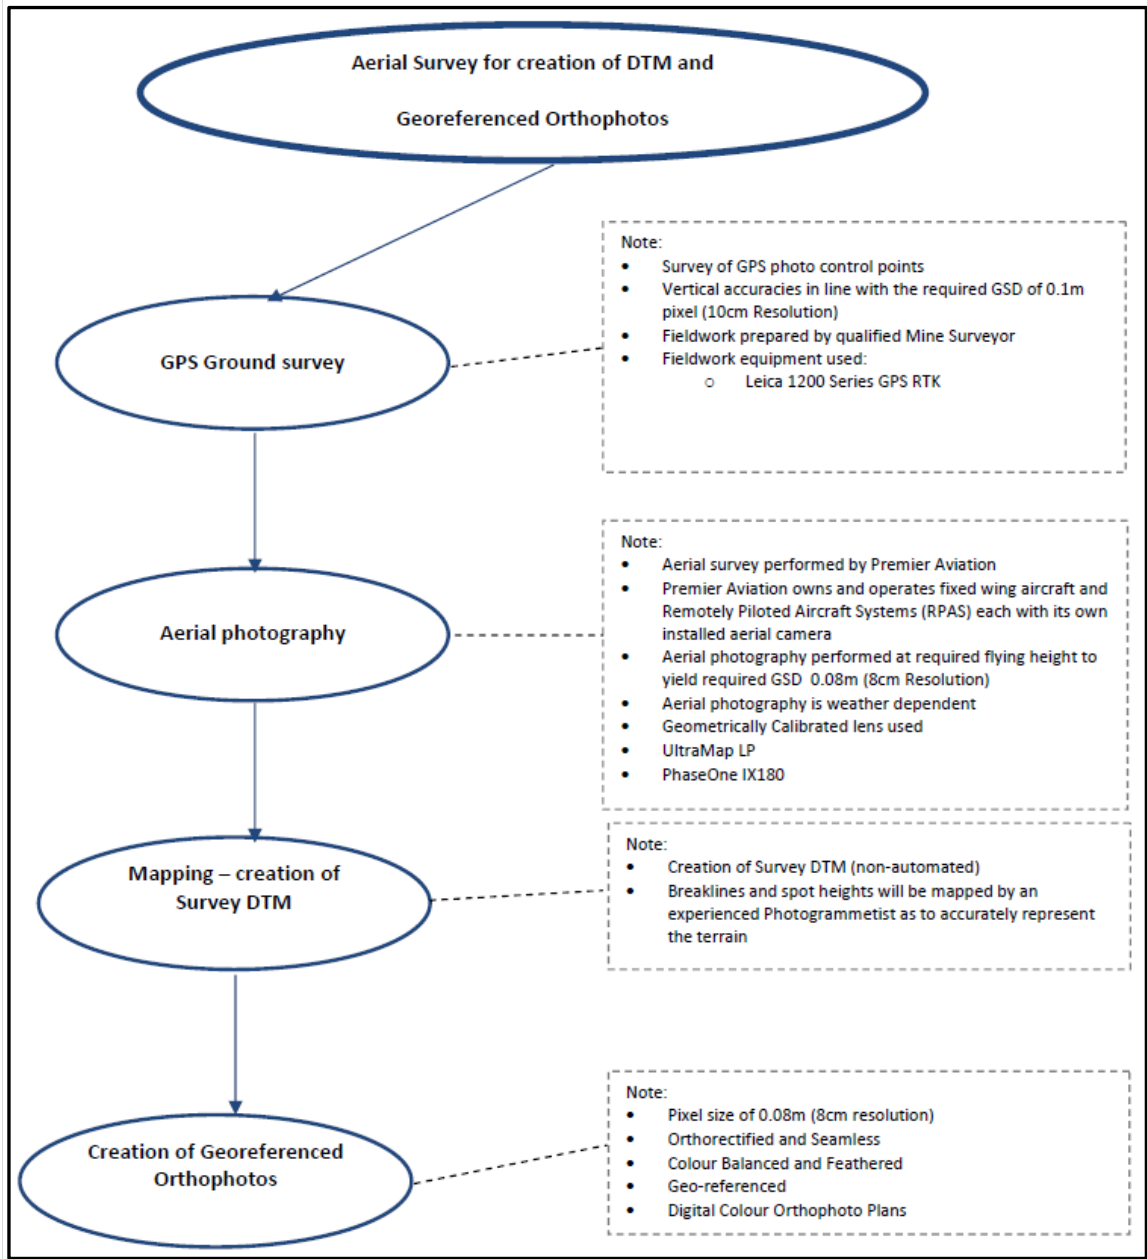 Aerial Survey for creation of DTM and
Georeferenced Orthophotos
Note:
• Survey of GPS photo control points
• Vertical accuracies in line with the required GSD of 0.1m
pixel (10cm Resolution)
• Fieldwork prepared by qualified Mine Surveyor
• Fieldwork equipment used:
o Leica 1200 Series GPS RTK
GPS Ground survey
Note:
• Aerial survey performed by Premier Aviation
• Premier Aviation owns and operates fixed wing aircraft and
Remotely Piloted Aircraft Systems (RPAS) each with its own
installed aerial camera
• Aerial photography performed at required flying height to
yield required GSD 0.08m (8cm Resolution)
• Aerial photography is weather dependent
• Geometrically Calibrated lens used
• UltraMap LP
• PhaseOne IX180
Aerial photography
Note:
• Creation of Survey DTM (non-automated)
• Breaklines and spot heights will be mapped by an
experienced Photogrammetist as to accurately represent
the terrain
Mapping – creation of
Survey DTM
Note:
• Pixel size of 0.08m (8cm resolution)
• Orthorectified and Seamless
• Colour Balanced and Feathered
• Geo-referenced
• Digital Colour Orthophoto Plans
Creation of Georeferenced
Orthophotos